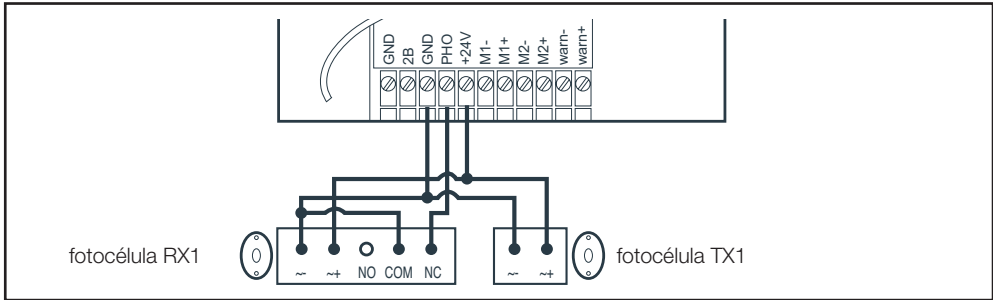 GND 2B GND PHO +24V M1- M1+ M2- M2+ warn- warn+
fotocélula RX1
~- ~+ NO COM NC
~- ~+
fotocélula TX1